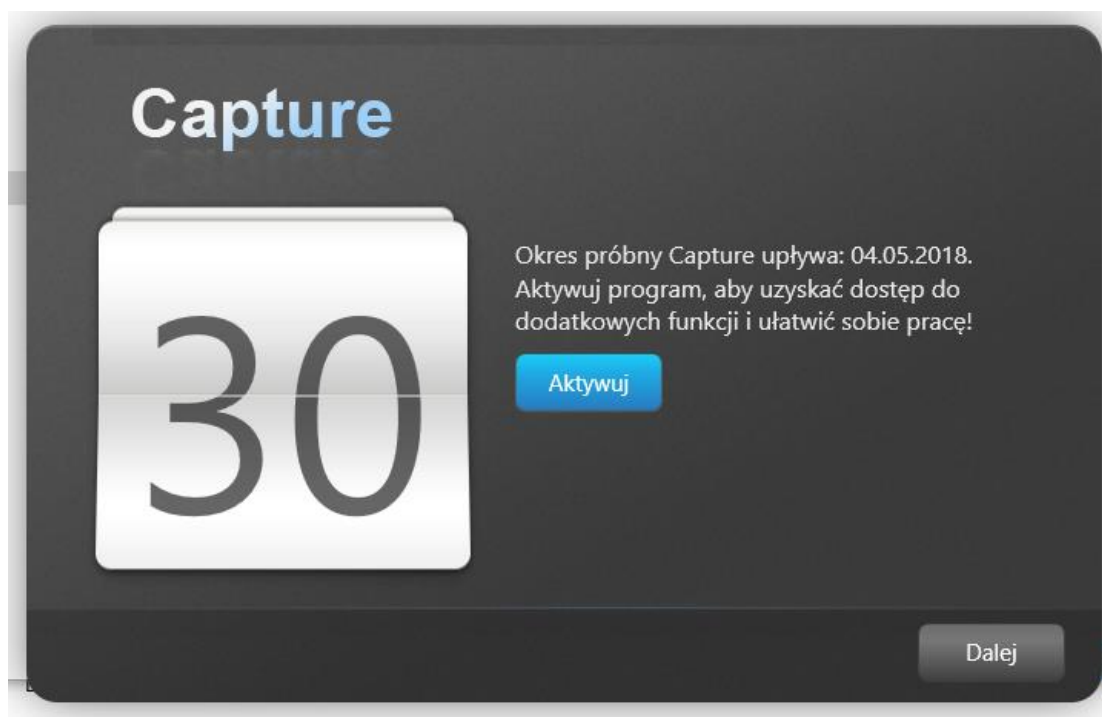 Capture
30
Okres próbny Capture upływa: 04.05.2018.
Aktywuj program, aby uzyskać dostęp do
dodatkowych funkcji i ułatwić sobie pracę!
Aktywuj
Dalej